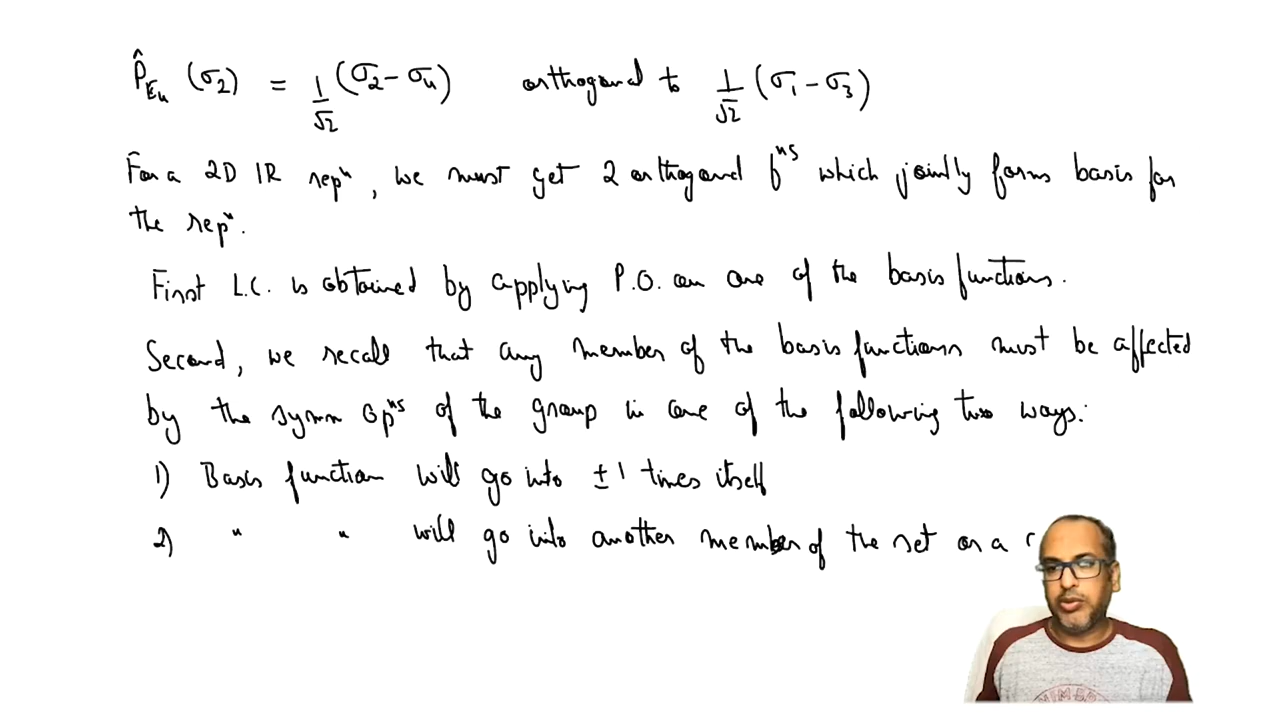 P̂_Eu (σ2) = 1/√2 (σ2 - σ4) orthogonal to 1/√2 (σ1 - σ3)
For a 2D IR repⁿ, we must get 2 orthogonal fⁿˢ which jointly forms basis for
the repⁿ.
First L.C. is obtained by applying P.O. on one of the basis functions.
Second, we recall that any member of the basis functions must be affected
by the symm opⁿˢ of the group in one of the following two ways:
1) Basis function will go into ±1 times itself
2) " " will go into another member of the set or a